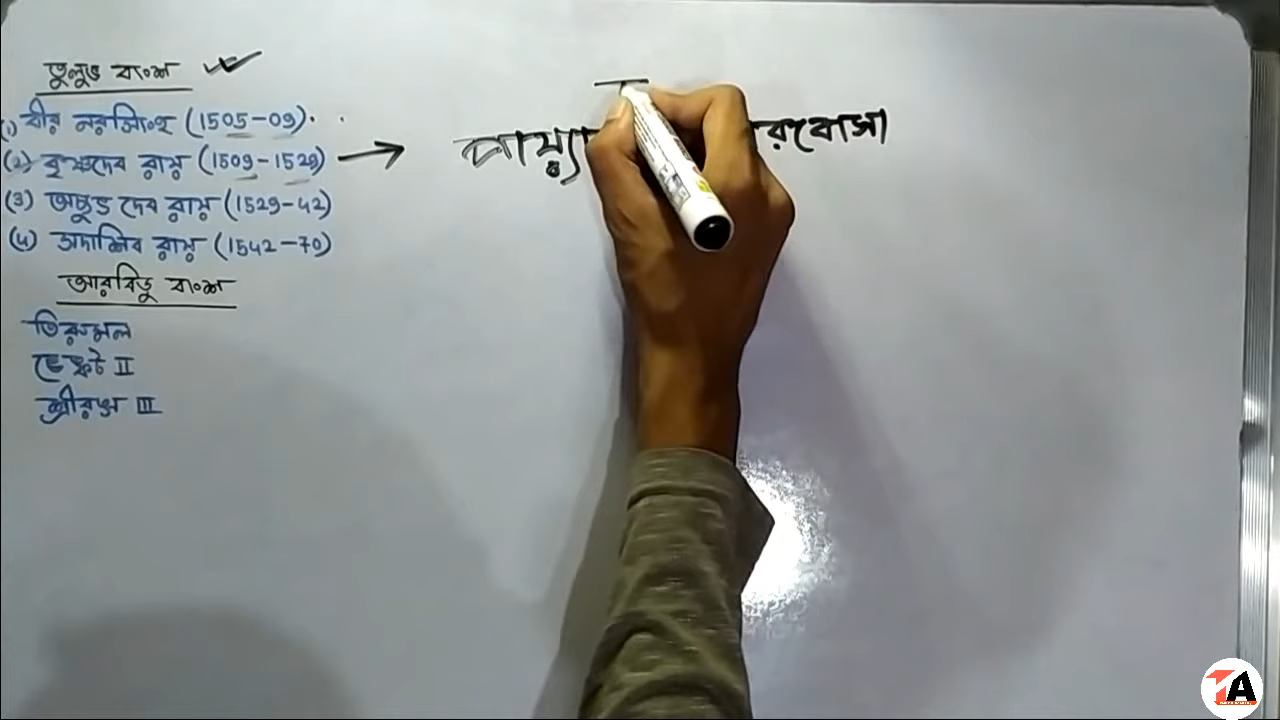 তুলুভ বংশ
(1) বীর নরসিংহ (1505-09)
(2) কৃষ্ণদেব রায় (1509-1529) →
(3) অচ্যুত দেব রায় (1529-42)
(4) সদাশিব রায় (1542-70)
আরবিডু বংশ
তিরুমল
ভেঙ্কট II
শ্রীরঙ্গ III
বোসা
1A